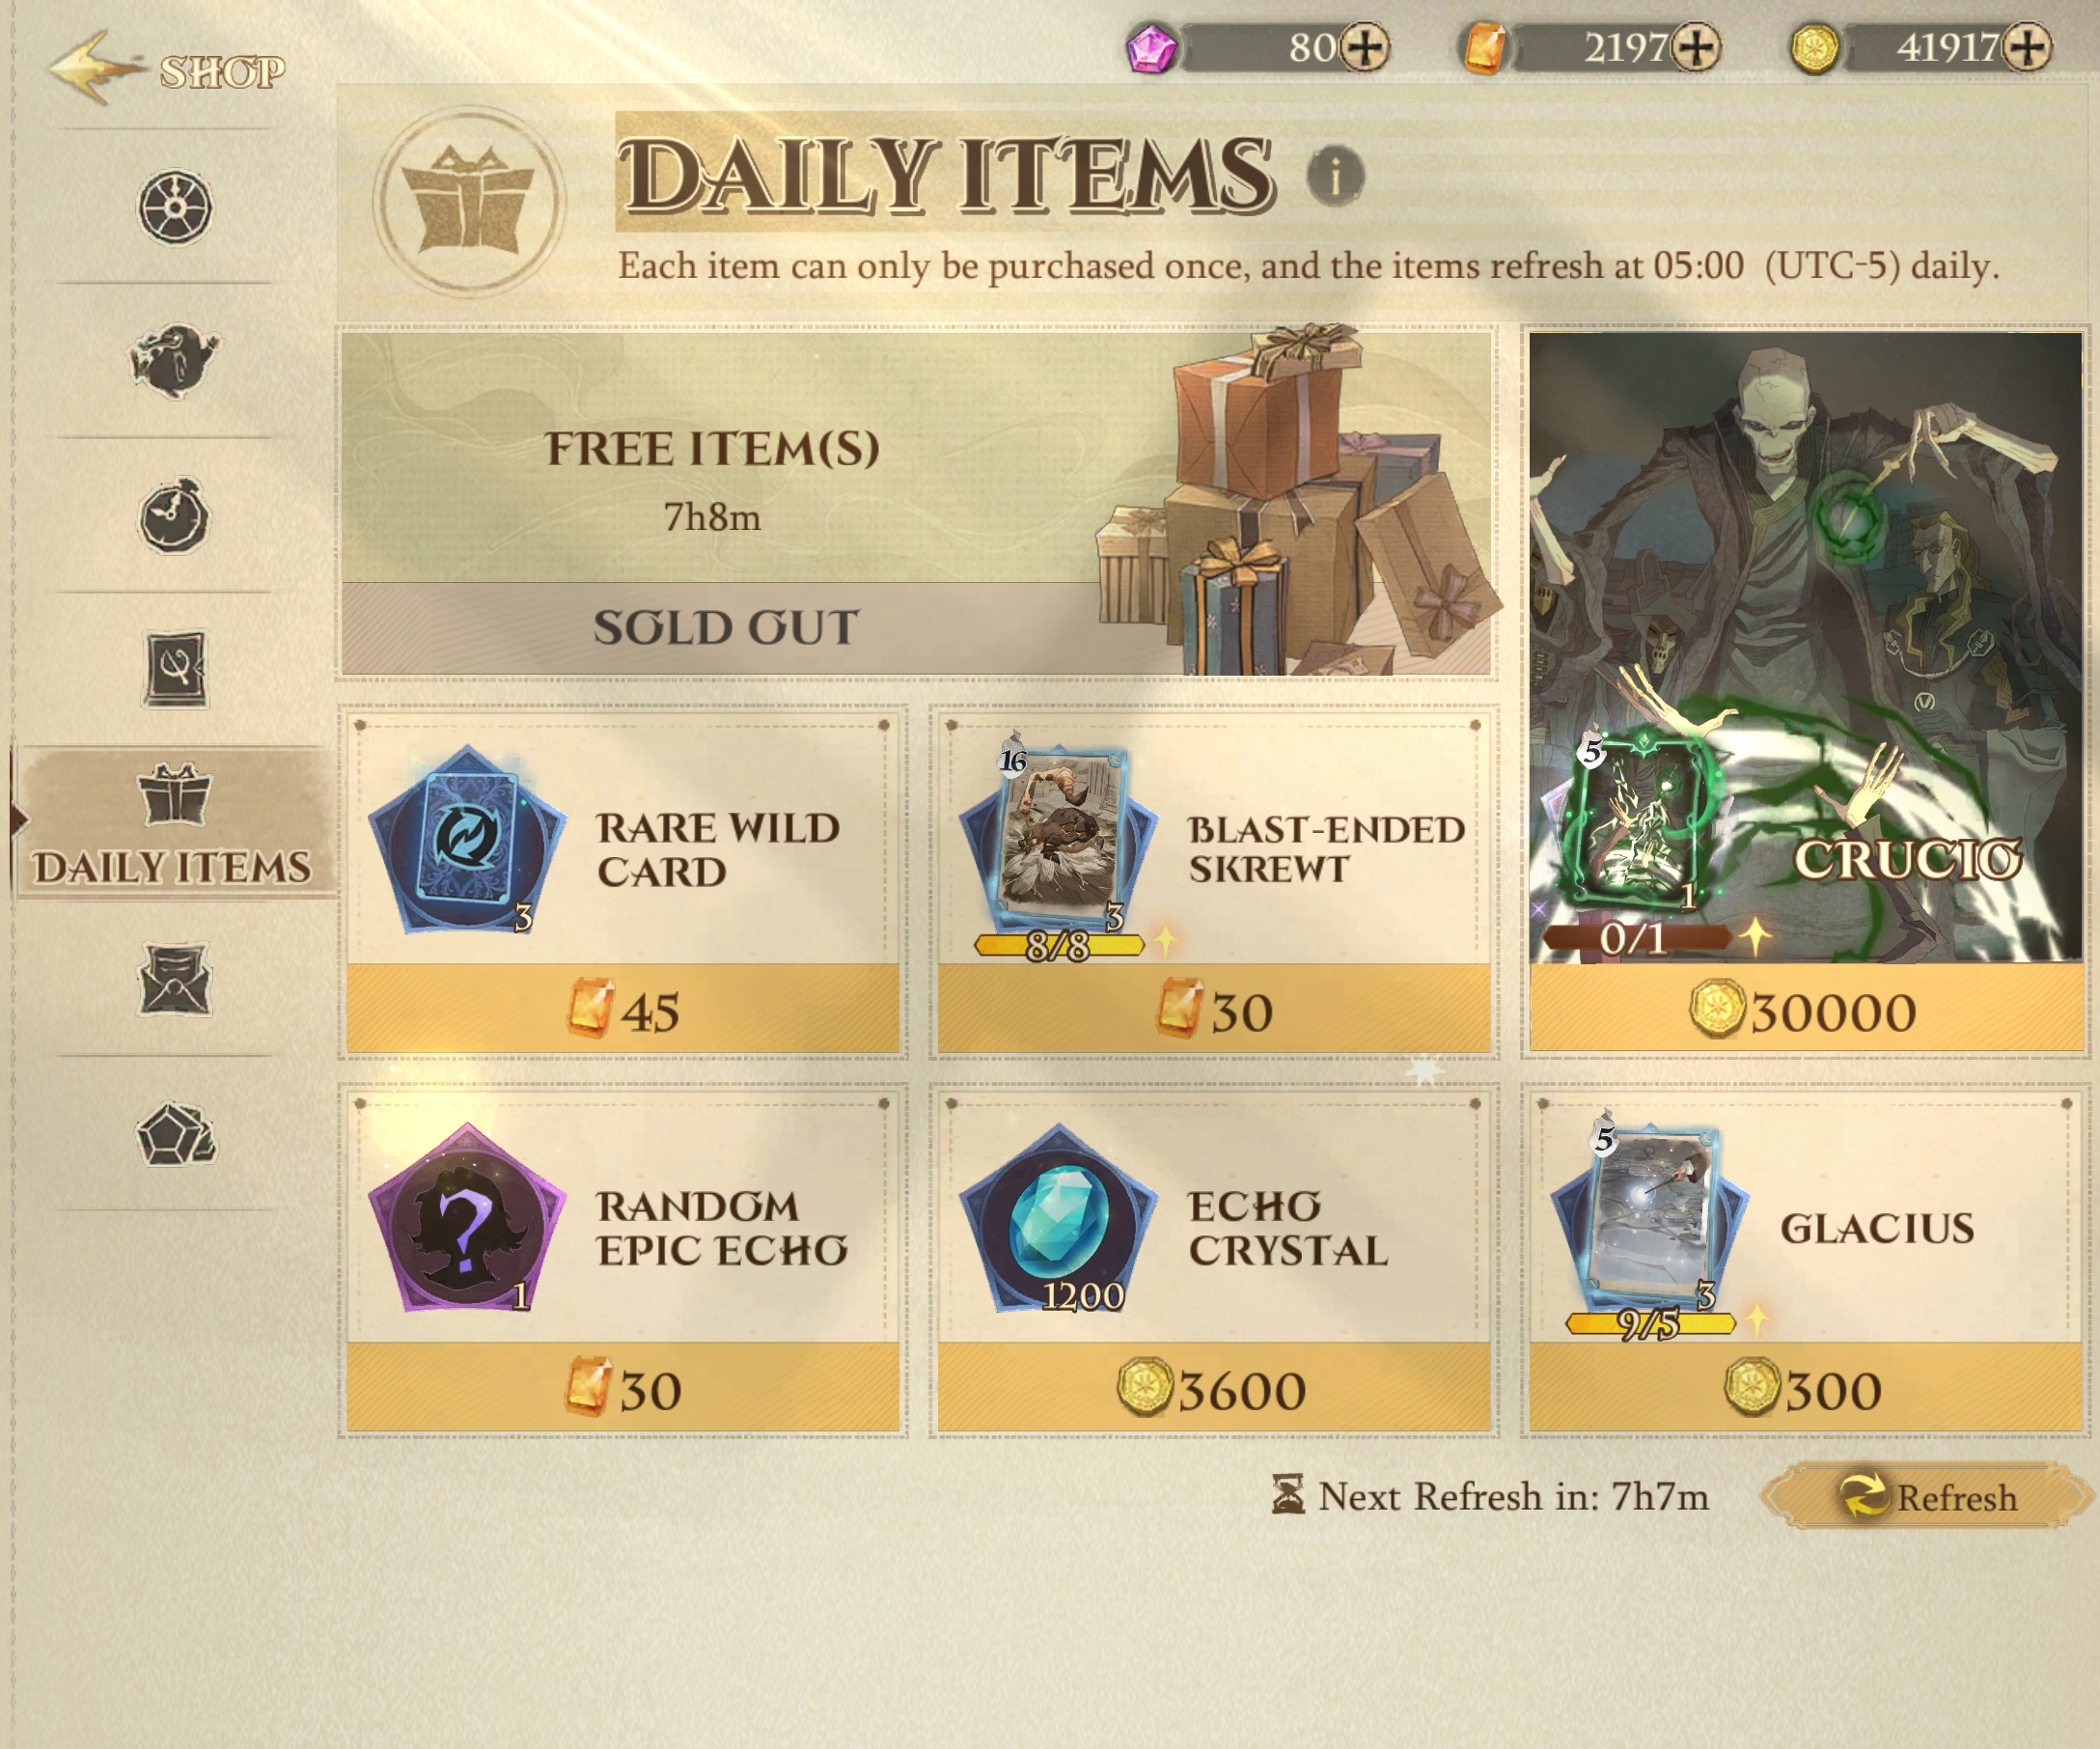 SHOP
80
2197
41917
DAILY ITEMS
i
Each item can only be purchased once, and the items refresh at 05:00 (UTC-5) daily.
FREE ITEM(S)
7h8m
SOLD OUT
DAILY ITEMS
RARE WILD
CARD
3
45
16
BLAST-ENDED
SKREWT
3
8/8
30
5
CRUCIO
1
0/1
30000
RANDOM
EPIC ECHO
?
1
30
ECHO
CRYSTAL
1200
3600
5
GLACIUS
3
9/5
300
Next Refresh in: 7h7m
Refresh